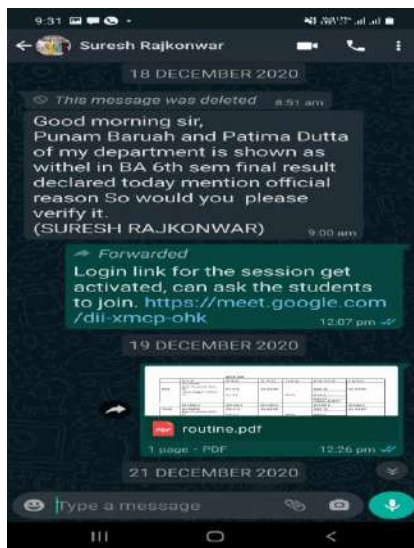 9:31
Suresh Rajkonwar
18 DECEMBER 2020
This message was deleted 8:51 am
Good morning sir,
Punam Baruah and Patima Dutta
of my department is shown as
withel in BA 6th sem final result
declared today mention official
reason So would you please
verify it.
(SURESH RAJKONWAR) 9:00 am
Forwarded
Login link for the session get
activated, can ask the students
to join. https://meet.google.com
/dii-xmcp-ohk 12:07 pm
19 DECEMBER 2020
PDF routine.pdf
1 page • PDF 12:26 pm
21 DECEMBER 2020
Type a message